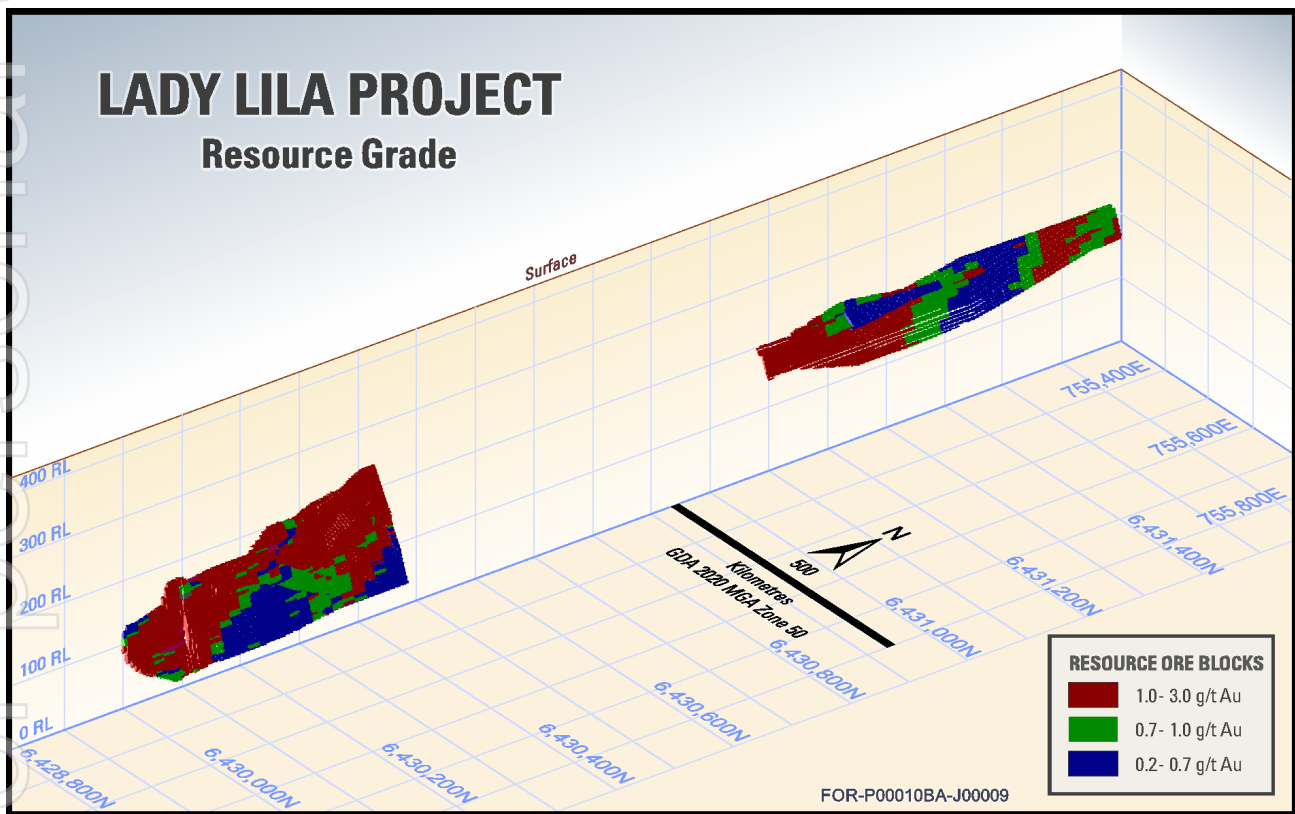 LADY LILA PROJECT
Resource Grade
Surface
400 RL
300 RL
200 RL
100 RL
0 RL
755,400E
755,600E
755,800E
6,428,800N
6,430,000N
6,430,200N
6,430,400N
6,430,600N
6,430,800N
6,431,000N
6,431,200N
6,431,400N
N
500
Kilometres
GDA 2020 MGA Zone 50
RESOURCE ORE BLOCKS
1.0- 3.0 g/t Au
0.7- 1.0 g/t Au
0.2- 0.7 g/t Au
FOR-P00010BA-J00009